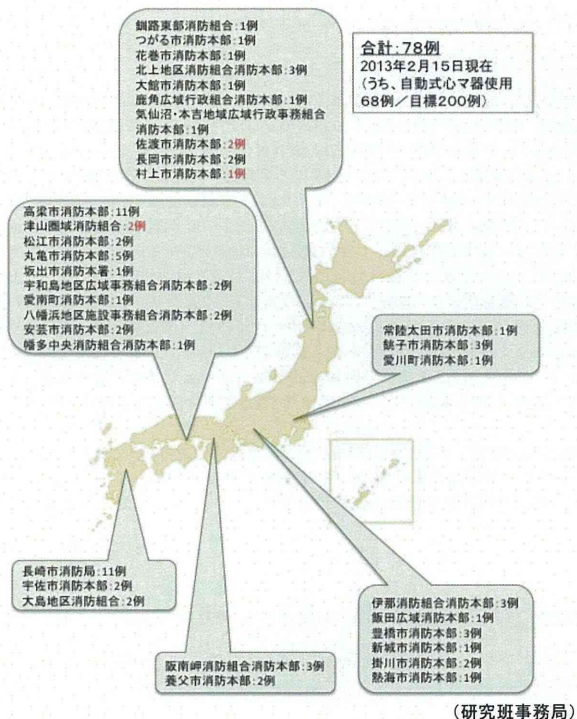 釧路東部消防組合:1例
つがる市消防本部:1例
花巻市消防本部:1例
北上地区消防組合消防本部:3例
大館市消防本部:1例
鹿角広域行政組合消防本部:1例
気仙沼・本吉地域広域行政事務組合
消防本部:1例
佐渡市消防本部:2例
長岡市消防本部:2例
村上市消防本部:1例
合計:78例
2013年2月15日現在
(うち、自動式心マ器使用
68例/目標200例)
高梁市消防本部:11例
津山圏域消防組合:2例
松江市消防本部:2例
丸亀市消防本部:5例
坂出市消防本署:1例
宇和島地区広域事務組合消防本部:2例
愛南町消防本部:1例
八幡浜地区施設事務組合消防本部:2例
安芸市消防本部:2例
幡多中央消防組合消防本部:1例
常陸太田市消防本部:1例
銚子市消防本部:3例
愛川町消防本部:1例
長崎市消防局:11例
宇佐市消防本部:2例
大島地区消防組合:2例
伊那消防組合消防本部:3例
飯田広域消防本部:1例
豊橋市消防本部:3例
新城市消防本部:1例
掛川市消防本部:2例
熱海市消防本部:1例
阪南岬消防組合消防本部:3例
養父市消防本部:2例
(研究班事務局)